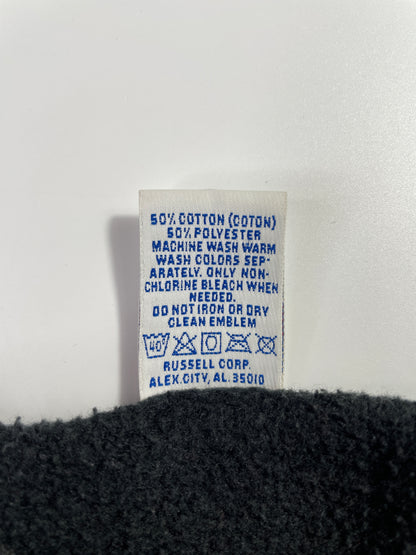 50% COTTON (COTON)
50% POLYESTER
MACHINE WASH WARM
WASH COLORS SEP-
ARATELY. ONLY NON-
CHLORINE BLEACH WHEN
NEEDED.
DO NOT IRON OR DRY
CLEAN EMBLEM
40°
RUSSELL CORP.
ALEX.CITY, AL. 35010